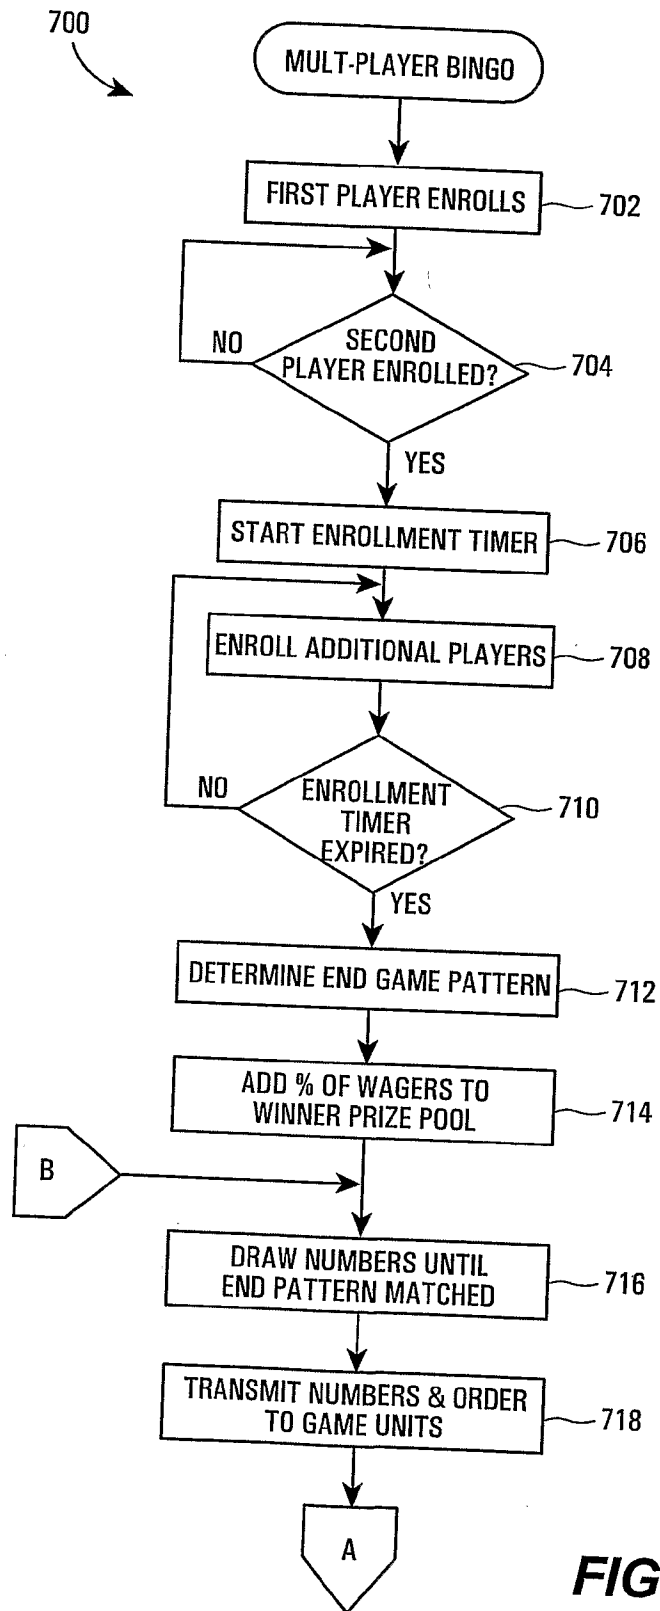 700
MULT-PLAYER BINGO
FIRST PLAYER ENROLLS
702
NO
SECOND
PLAYER ENROLLED?
704
YES
START ENROLLMENT TIMER
706
ENROLL ADDITIONAL PLAYERS
708
NO
ENROLLMENT
TIMER
EXPIRED?
710
YES
DETERMINE END GAME PATTERN
712
ADD % OF WAGERS TO
WINNER PRIZE POOL
714
B
DRAW NUMBERS UNTIL
END PATTERN MATCHED
716
TRANSMIT NUMBERS & ORDER
TO GAME UNITS
718
A
FIG